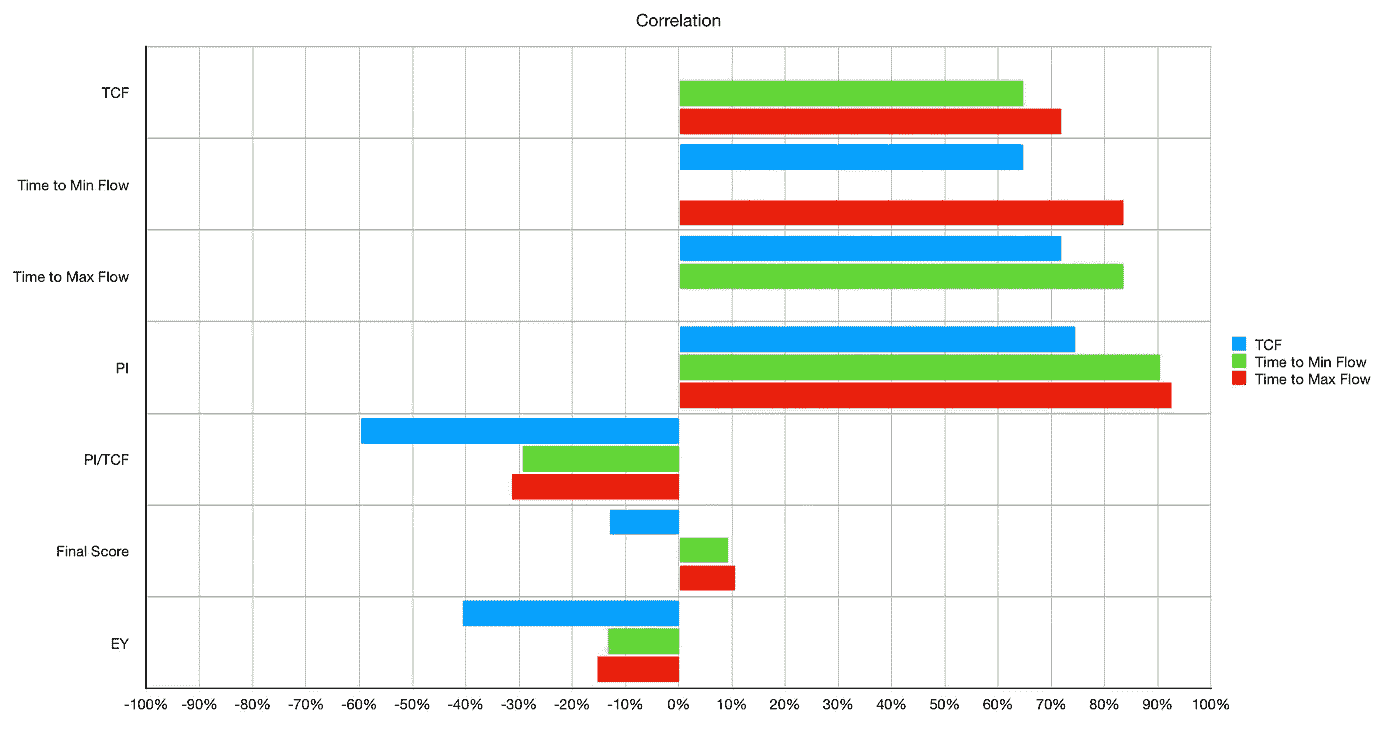 Correlation
TCF
Time to Min Flow
Time to Max Flow
PI
PI/TCF
Final Score
EY
-100% -90% -80% -70% -60% -50% -40% -30% -20% -10% 0% 10% 20% 30% 40% 50% 60% 70% 80% 90% 100%
TCF
Time to Min Flow
Time to Max Flow